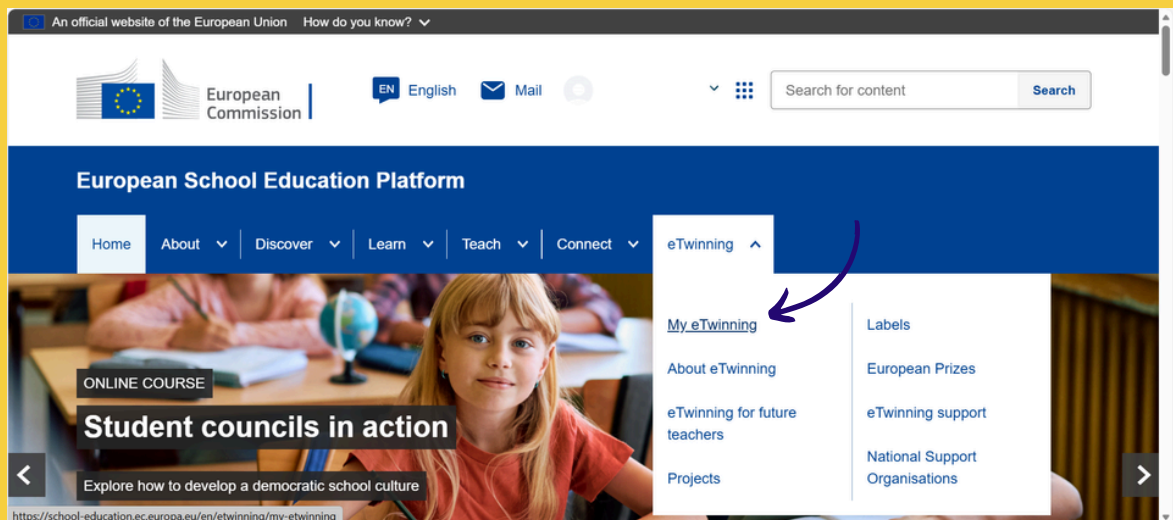 An official website of the European Union How do you know?
European
Commission
EN English Mail
Search for content Search
European School Education Platform
Home About Discover Learn Teach Connect eTwinning
My eTwinning
About eTwinning
eTwinning for future
teachers
Projects
Labels
European Prizes
eTwinning support
National Support
Organisations
ONLINE COURSE
Student councils in action
Explore how to develop a democratic school culture
https://school-education.ec.europa.eu/en/etwinning/my-etwinning